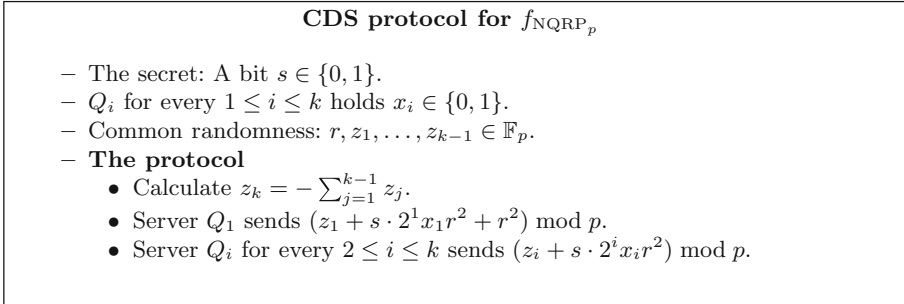 CDS protocol for f_{NQRP_p}
– The secret: A bit s ∈ {0, 1}.
– Q_i for every 1 ≤ i ≤ k holds x_i ∈ {0, 1}.
– Common randomness: r, z_1, . . . , z_{k−1} ∈ 𝔽_p.
– The protocol
• Calculate z_k = − ∑_{j=1}^{k−1} z_j.
• Server Q_1 sends (z_1 + s · 2^1 x_1 r^2 + r^2) mod p.
• Server Q_i for every 2 ≤ i ≤ k sends (z_i + s · 2^i x_i r^2) mod p.